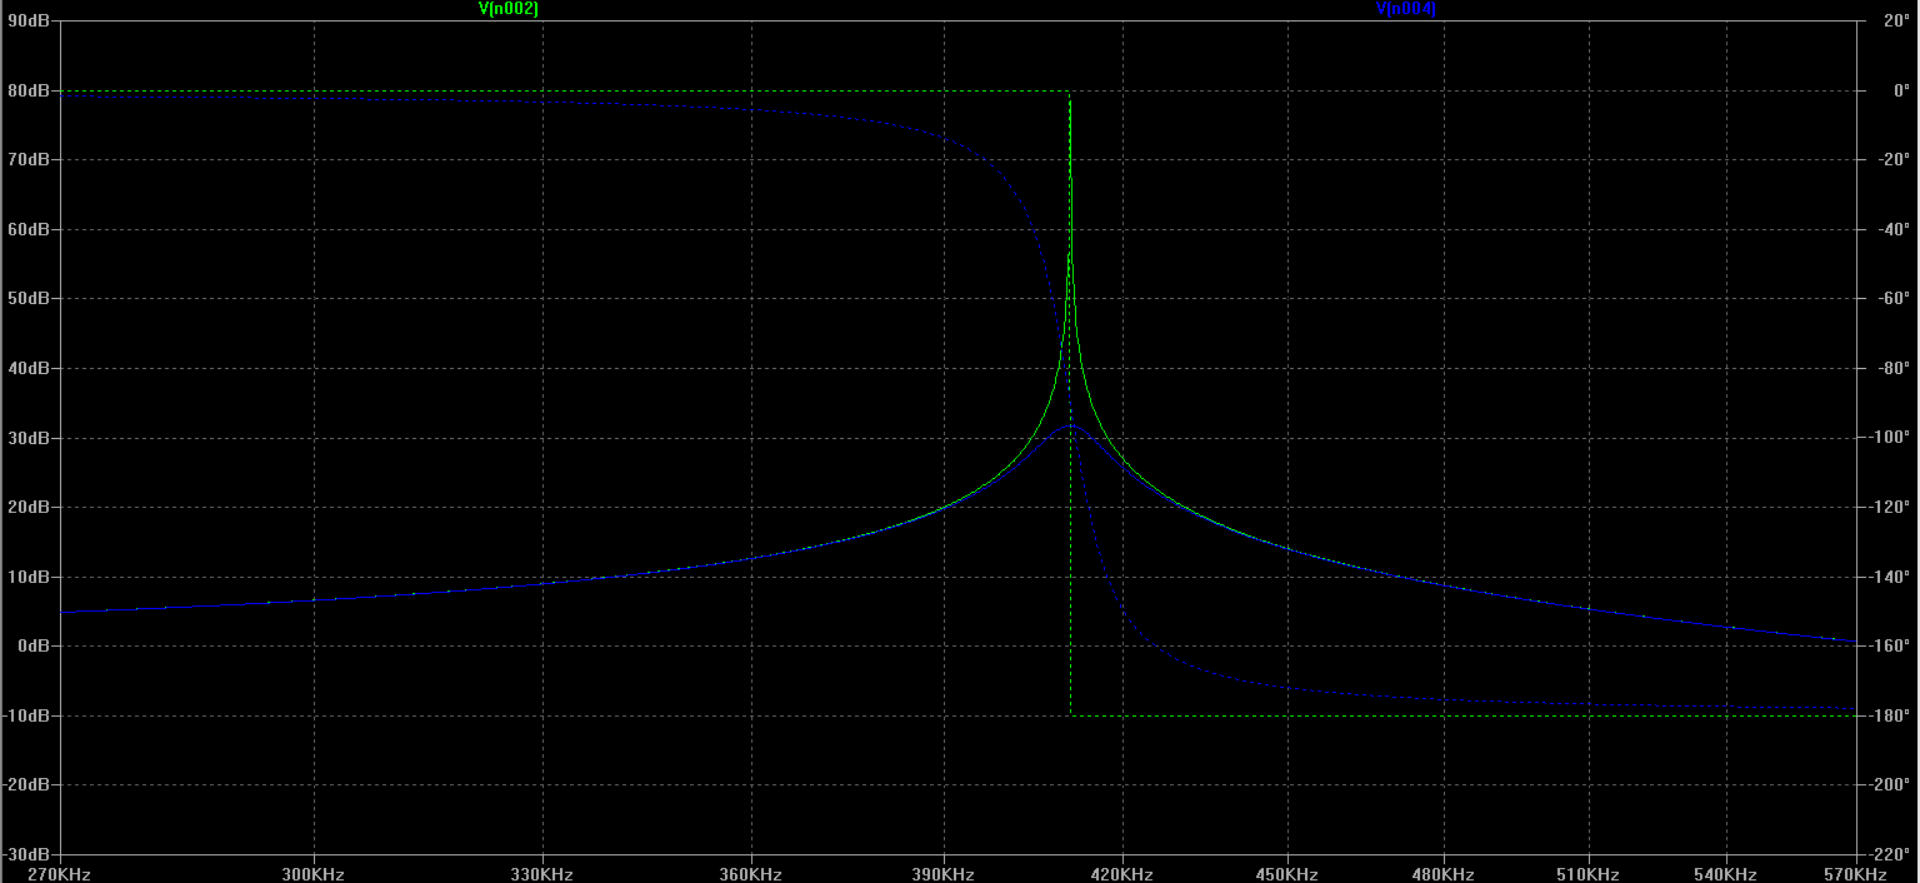 V(n002) V(n004)
90dB 20°
80dB 0°
70dB -20°
60dB -40°
50dB -60°
40dB -80°
30dB -100°
20dB -120°
10dB -140°
0dB -160°
-10dB -180°
-20dB -200°
-30dB -220°
270KHz 300KHz 330KHz 360KHz 390KHz 420KHz 450KHz 480KHz 510KHz 540KHz 570KHz